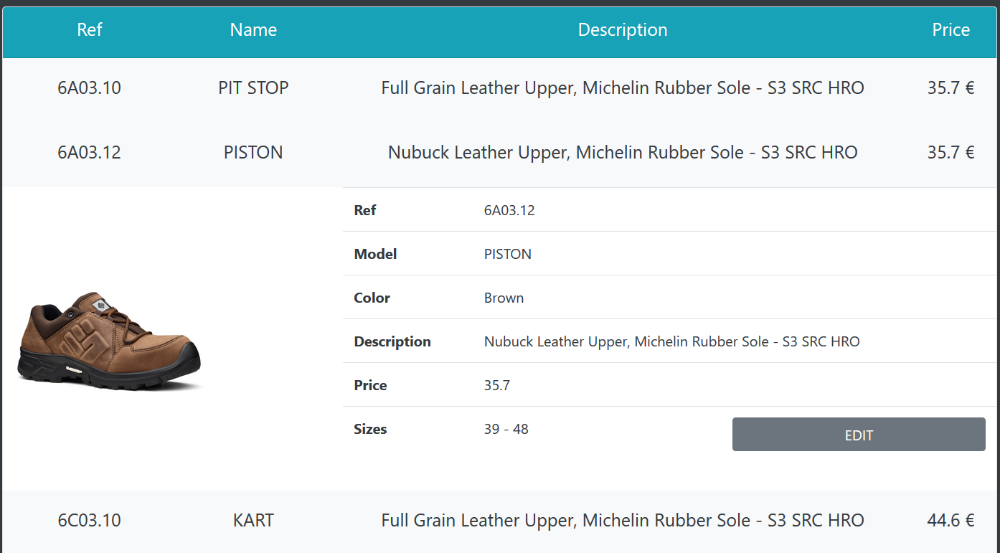 Ref Name Description Price
6A03.10 PIT STOP Full Grain Leather Upper, Michelin Rubber Sole - S3 SRC HRO 35.7 €
6A03.12 PISTON Nubuck Leather Upper, Michelin Rubber Sole - S3 SRC HRO 35.7 €
Ref 6A03.12
Model PISTON
Color Brown
Description Nubuck Leather Upper, Michelin Rubber Sole - S3 SRC HRO
Price 35.7
Sizes 39 - 48
EDIT
6C03.10 KART Full Grain Leather Upper, Michelin Rubber Sole - S3 SRC HRO 44.6 €